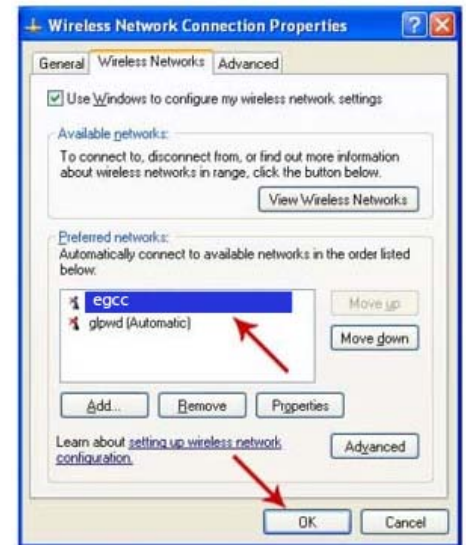 Wireless Network Connection Properties
General Wireless Networks Advanced
Use Windows to configure my wireless network settings
Available networks:
To connect to, disconnect from, or find out more information
about wireless networks in range, click the button below.
View Wireless Networks
Preferred networks:
Automatically connect to available networks in the order listed
below:
egcc
glpwd (Automatic)
Move up
Move down
Add... Remove Properties
Learn about setting up wireless network
configuration.
Advanced
OK Cancel